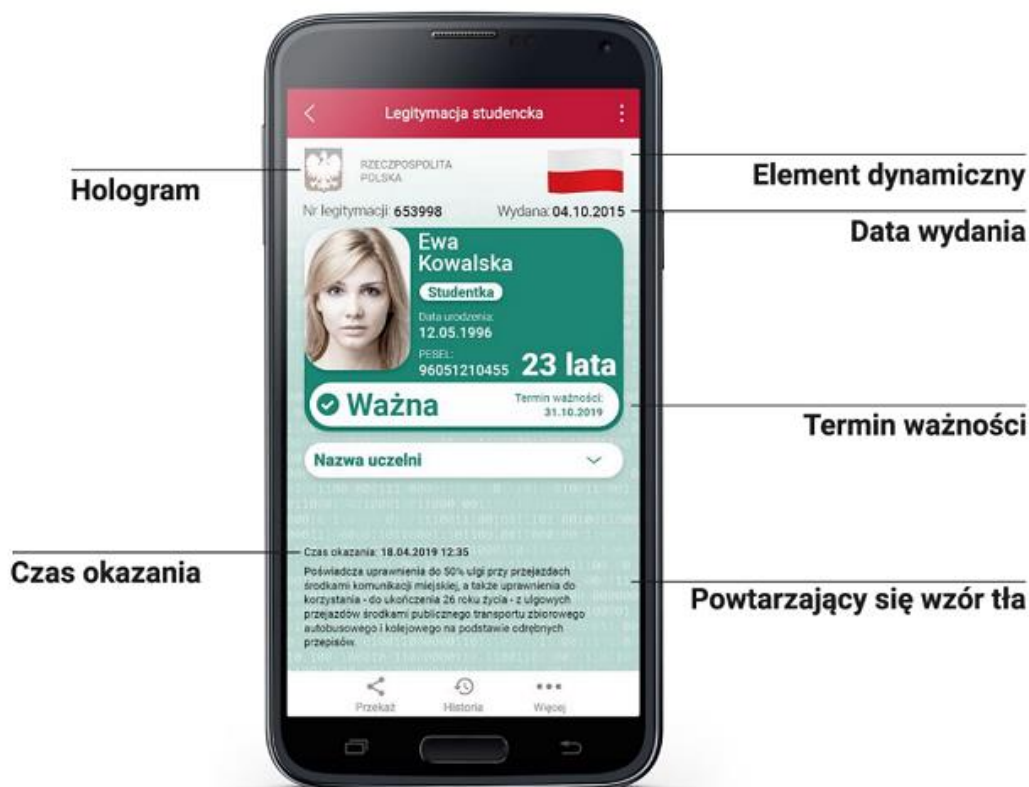 Legitymacja studencka
RZECZPOSPOLITA
POLSKA
Hologram
Element dynamiczny
Nr legitymacji: 653998
Wydana: 04.10.2015
Data wydania
Ewa
Kowalska
Studentka
Data urodzenia:
12.05.1996
PESEL:
96051210455
23 lata
Ważna
Termin ważności:
31.10.2019
Termin ważności
Nazwa uczelni
Czas okazania: 18.04.2019 12:35
Czas okazania
Poświadcza uprawnienia do 50% ulgi przy przejazdach
środkami komunikacji miejskiej, a także uprawnienia do
korzystania - do ukończenia 26 roku życia - z ulgowych
przejazdów środkami publicznego transportu zbiorowego
autobusowego i kolejowego na podstawie odrębnych
przepisów.
Powtarzający się wzór tła
Przekaż
Historia
Więcej